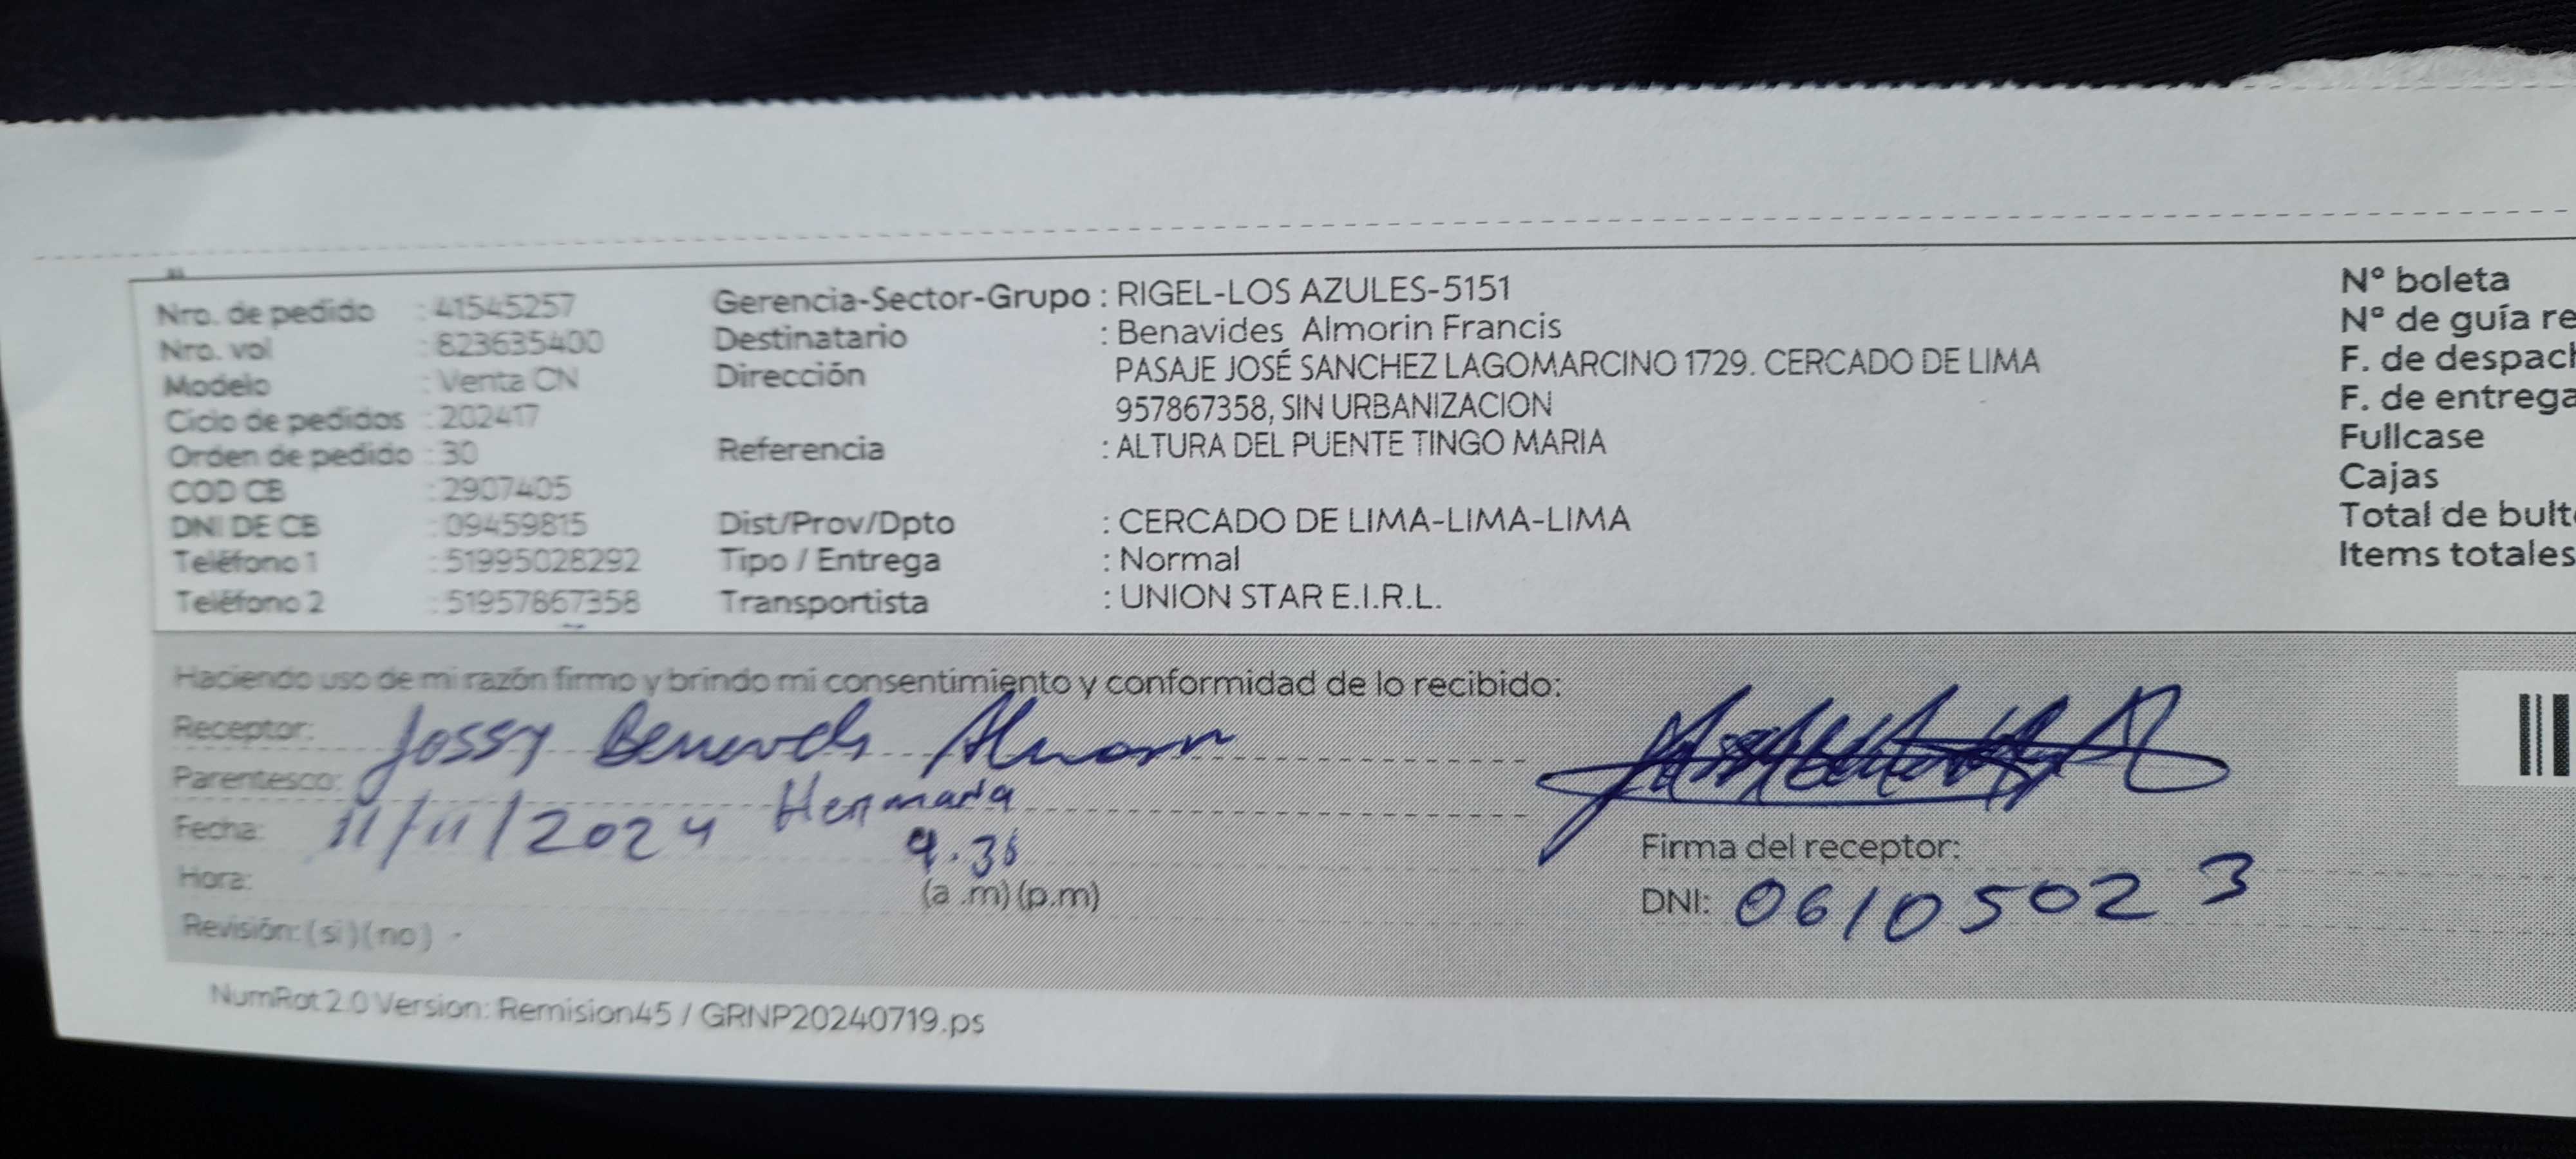 Nro. de pedido : 41545257
Nro. vol : 823635400
Modelo : Venta CN
Ciclo de pedidos : 202417
Orden de pedido : 30
COD CB : 2907405
DNI DE CB : 09459815
Teléfono 1 : 51995028292
Teléfono 2 : 51957867358
Gerencia-Sector-Grupo : RIGEL-LOS AZULES-5151
Destinatario : Benavides Almorin Francis
Dirección PASAJE JOSÉ SANCHEZ LAGOMARCINO 1729. CERCADO DE LIMA
957867358, SIN URBANIZACION
Referencia : ALTURA DEL PUENTE TINGO MARIA
Dist/Prov/Dpto : CERCADO DE LIMA-LIMA-LIMA
Tipo / Entrega : Normal
Transportista : UNION STAR E.I.R.L.
Nº boleta
Nº de guía re
F. de despach
F. de entrega
Fullcase
Cajas
Total de bulto
Items totales
Haciendo uso de mi razón firmo y brindo mi consentimiento y conformidad de lo recibido:
Receptor: Jossy
Parentesco: Hermana
Fecha: 11/11/2024
Hora: (a .m) (p.m)
Revisión: (si) (no)
Firma del receptor:
DNI: 06105023
NumRot 2.0 Version: Remision45 / GRNP20240719.ps